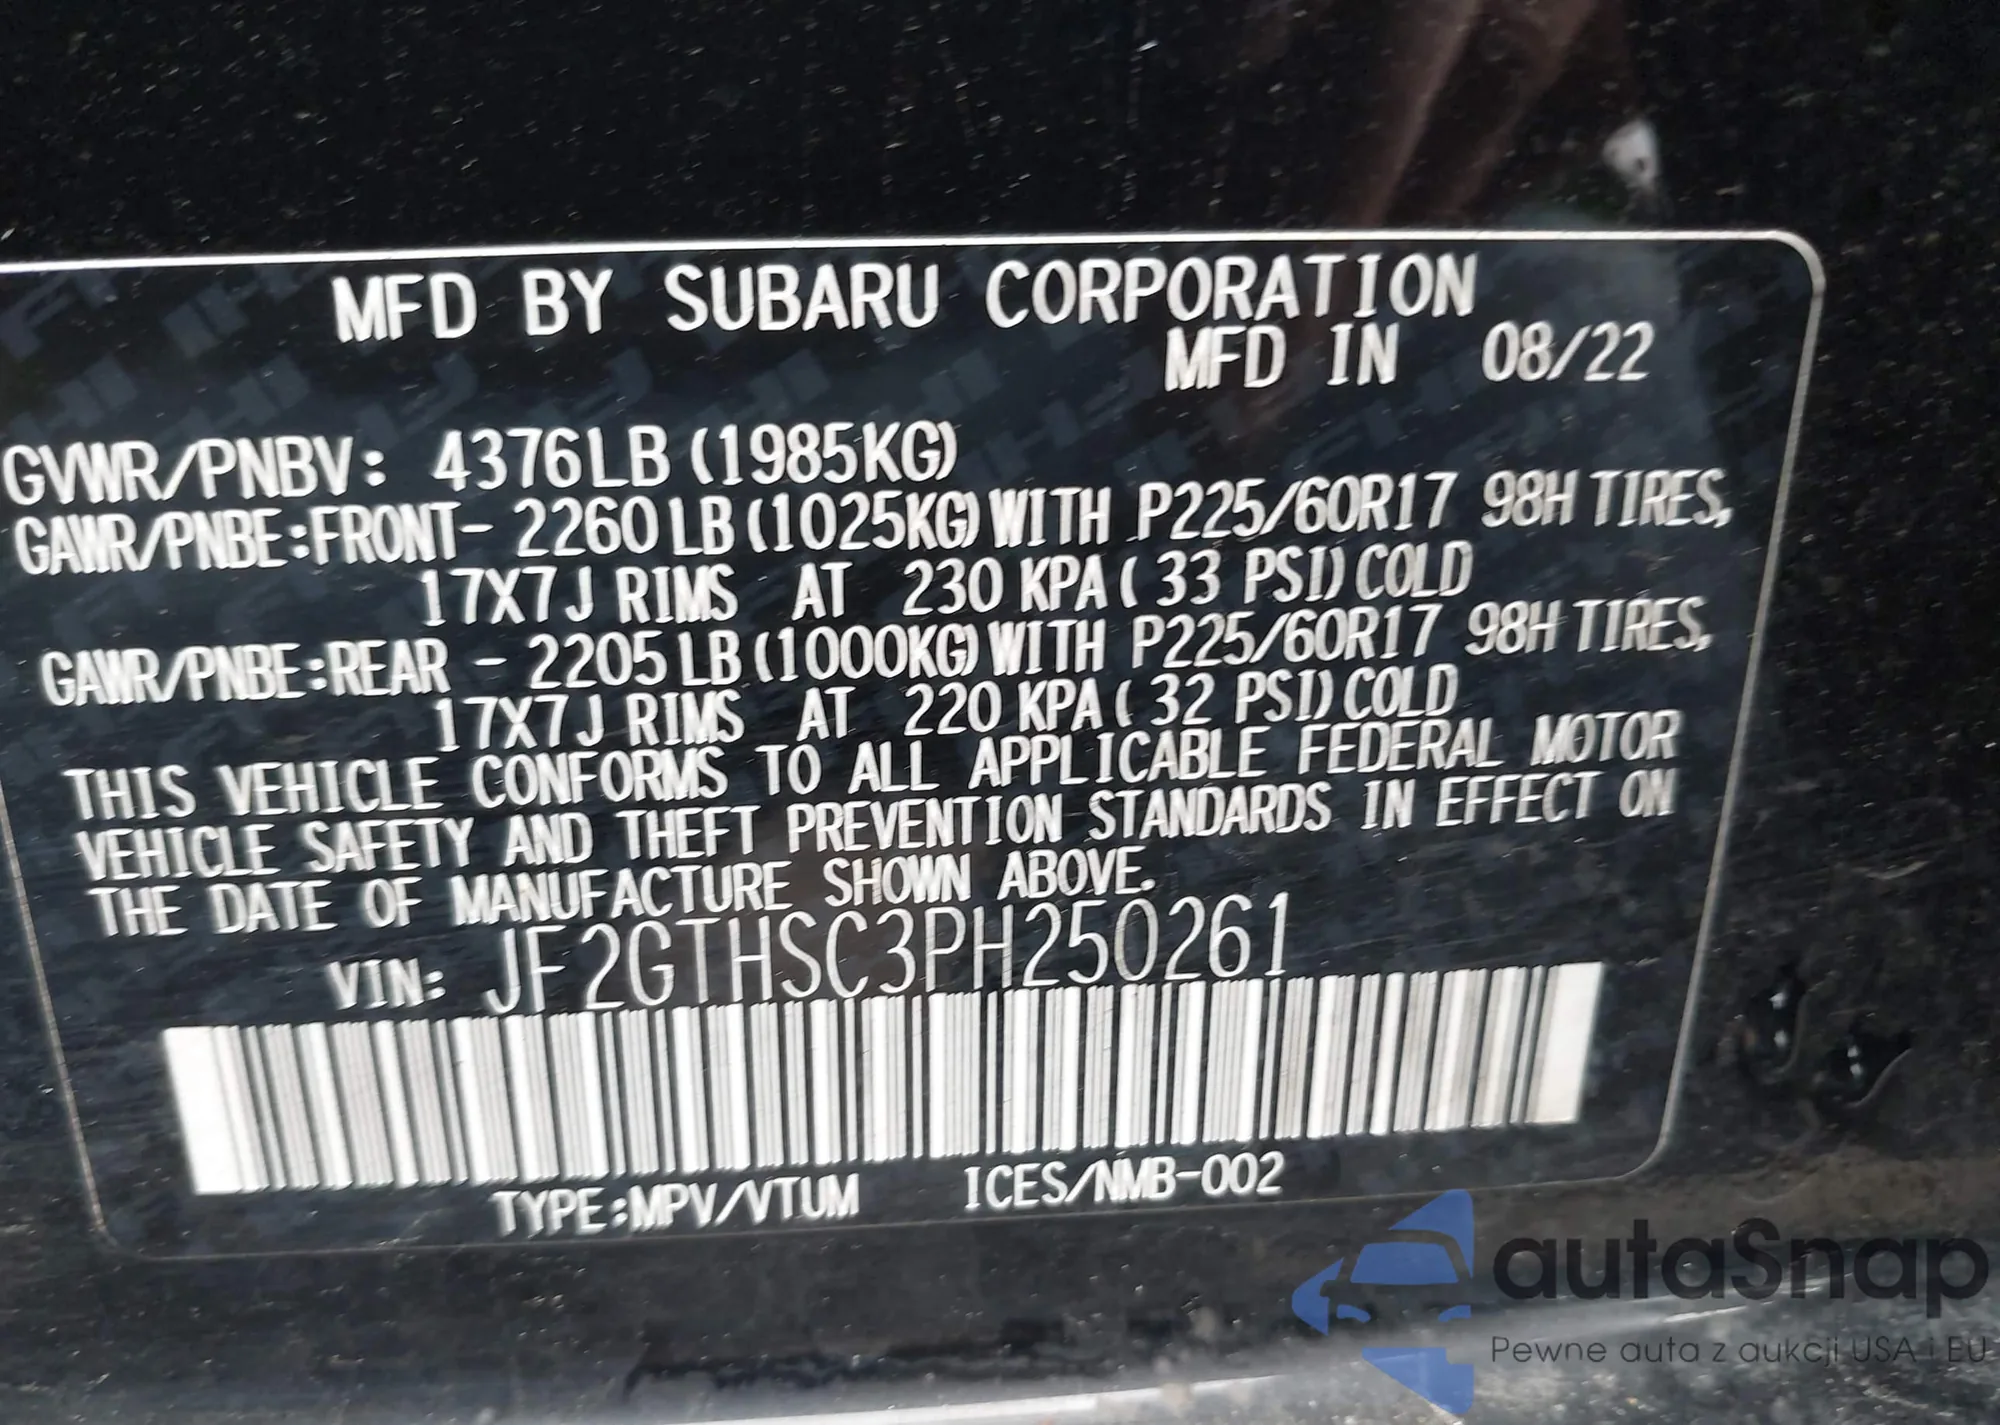 MFD BY SUBARU CORPORATION
MFD IN 08/22
GVWR/PNBV: 4376LB (1985KG)
GAWR/PNBE:FRONT- 2260LB (1025KG) WITH P225/60R17 98H TIRES,
17X7J RIMS AT 230 KPA ( 33 PSI) COLD
GAWR/PNBE:REAR - 2205LB (1000KG) WITH P225/60R17 98H TIRES,
17X7J RIMS AT 220 KPA ( 32 PSI) COLD
THIS VEHICLE CONFORMS TO ALL APPLICABLE FEDERAL MOTOR
VEHICLE SAFETY AND THEFT PREVENTION STANDARDS IN EFFECT ON
THE DATE OF MANUFACTURE SHOWN ABOVE.
VIN: JF2GTHSC3PH250261
TYPE:MPV/VTUM ICES/NMB-002
autaSnap
Pewne auta z aukcji USA i EU